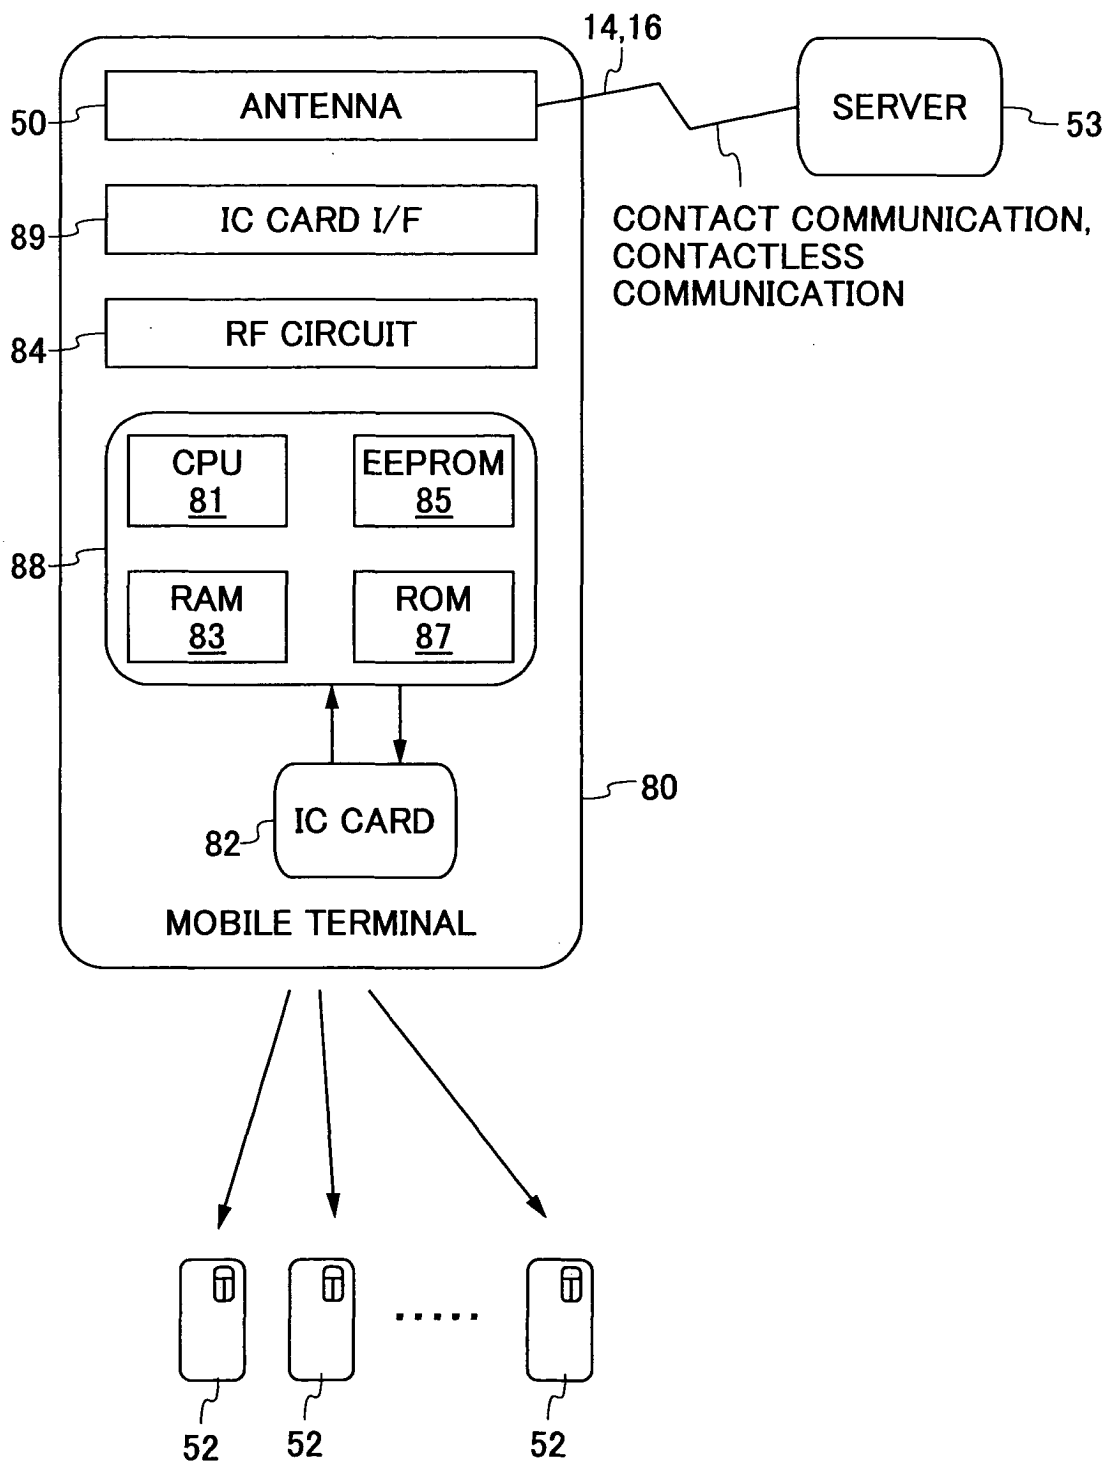 14,16
ANTENNA
SERVER
50
53
IC CARD I/F
89
CONTACT COMMUNICATION,
CONTACTLESS
COMMUNICATION
RF CIRCUIT
84
CPU
81
EEPROM
85
88
RAM
83
ROM
87
80
IC CARD
82
MOBILE TERMINAL
.....
52
52
52